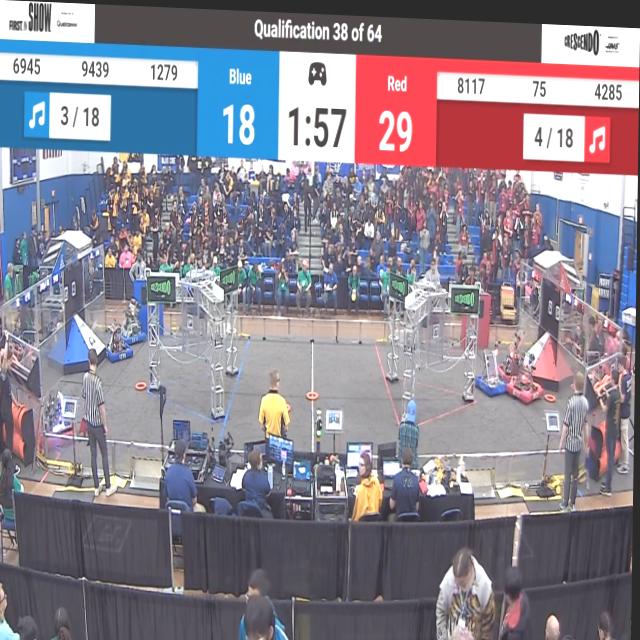 FIRST IN SHOW
Qualcomm
Qualification 38 of 64
CRESCENDO
6945 9439 1279
Blue
Red
8117 75 4285
3 / 18
18
1:57
29
4 / 18